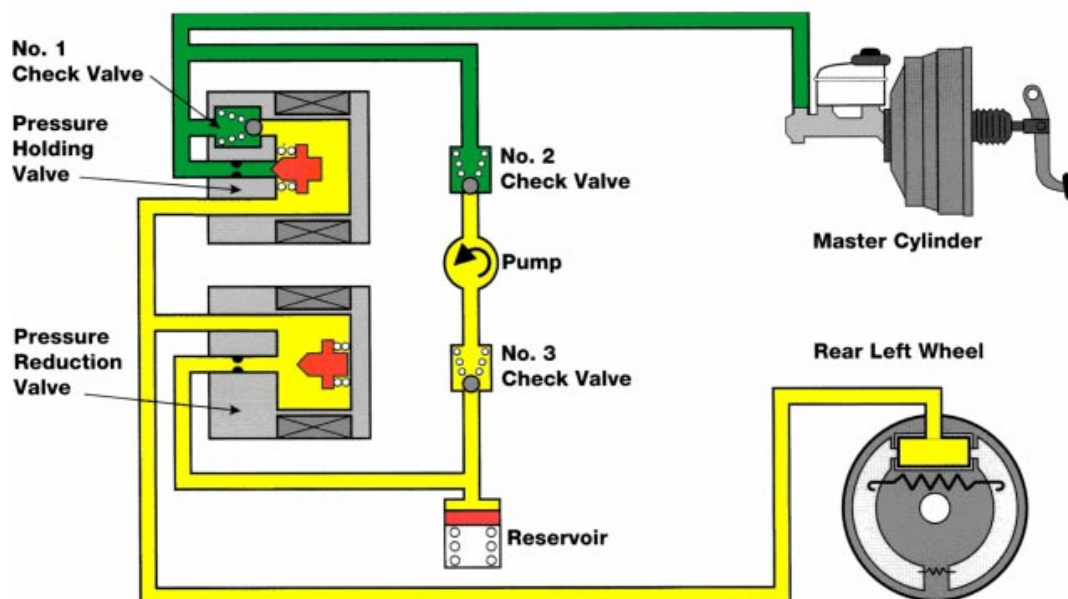 No. 1
Check Valve
Pressure
Holding
Valve
No. 2
Check Valve
Master Cylinder
Pump
Pressure
Reduction
Valve
No. 3
Check Valve
Rear Left Wheel
Reservoir